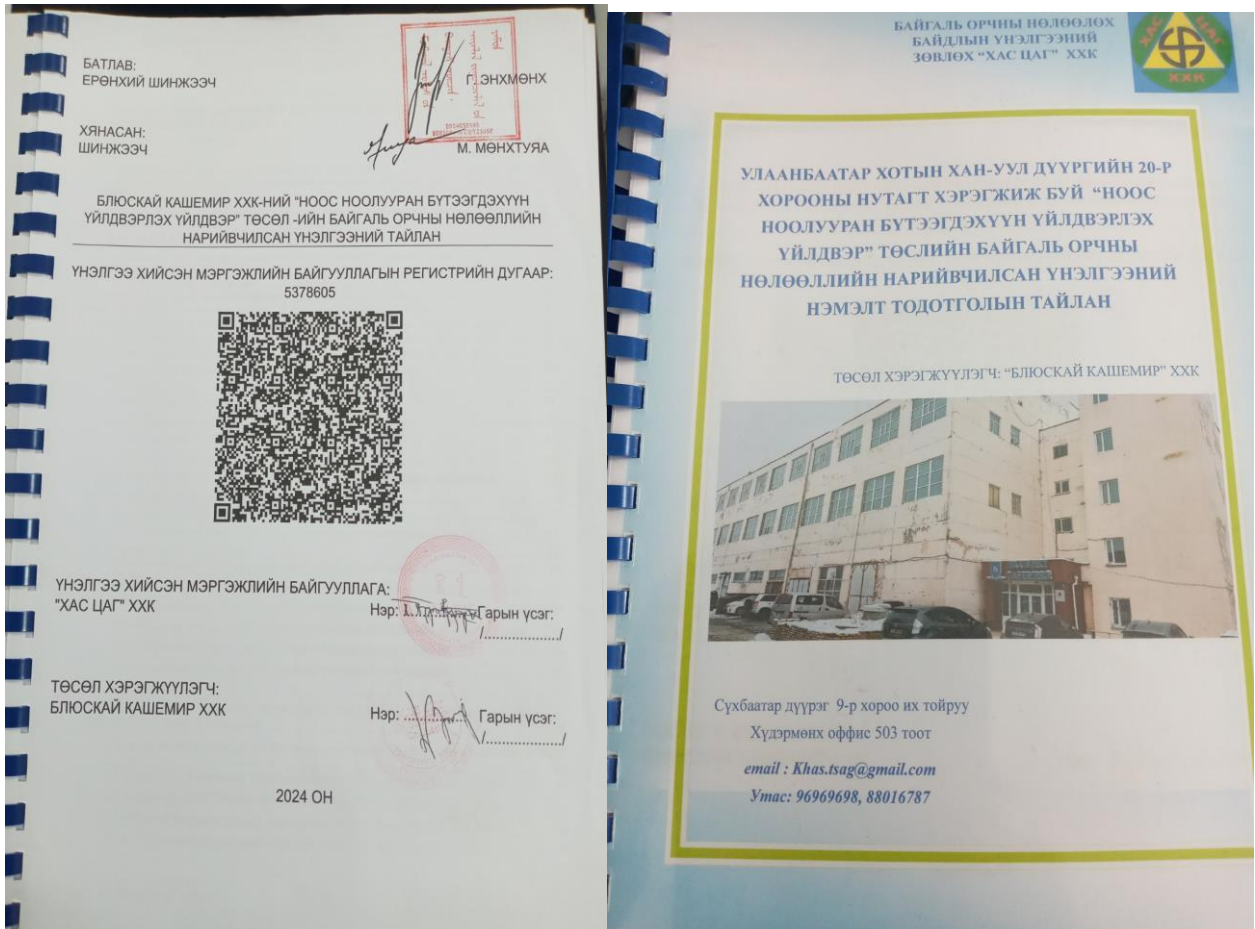 БАТЛАВ:
ЕРӨНХИЙ ШИНЖЭЭЧ
Г. ЭНХМӨНХ
ХЯНАСАН:
ШИНЖЭЭЧ
М. МӨНХТУЯА
БЛЮСКАЙ КАШЕМИР ХХК-НИЙ "НООС НООЛУУРАН БҮТЭЭГДЭХҮҮН
ҮЙЛДВЭРЛЭХ ҮЙЛДВЭР" ТӨСӨЛ -ИЙН БАЙГАЛЬ ОРЧНЫ НӨЛӨӨЛЛИЙН
НАРИЙВЧИЛСАН ҮНЭЛГЭЭНИЙ ТАЙЛАН
ҮНЭЛГЭЭ ХИЙСЭН МЭРГЭЖЛИЙН БАЙГУУЛЛАГЫН РЕГИСТРИЙН ДУГААР:
5378605
ҮНЭЛГЭЭ ХИЙСЭН МЭРГЭЖЛИЙН БАЙГУУЛЛАГА:
"ХАС ЦАГ" ХХК
Нэр: Гарын үсэг:
/..................../
ТӨСӨЛ ХЭРЭГЖҮҮЛЭГЧ:
БЛЮСКАЙ КАШЕМИР ХХК
Нэр: Гарын үсэг:
/..................../
2024 ОН
БАЙГАЛЬ ОРЧНЫ НӨЛӨӨЛӨХ
БАЙДЛЫН ҮНЭЛГЭЭНИЙ
ЗӨВЛӨХ "ХАС ЦАГ" ХХК
ХАС ЦАГ
ХХК
УЛААНБААТАР ХОТЫН ХАН-УУЛ ДҮҮРГИЙН 20-Р
ХОРООНЫ НУТАГТ ХЭРЭГЖИЖ БУЙ "НООС
НООЛУУРАН БҮТЭЭГДЭХҮҮН ҮЙЛДВЭРЛЭХ
ҮЙЛДВЭР" ТӨСЛИЙН БАЙГАЛЬ ОРЧНЫ
НӨЛӨӨЛЛИЙН НАРИЙВЧИЛСАН ҮНЭЛГЭЭНИЙ
НЭМЭЛТ ТОДОТГОЛЫН ТАЙЛАН
ТӨСӨЛ ХЭРЭГЖҮҮЛЭГЧ: "БЛЮСКАЙ КАШЕМИР" ХХК
Сүхбаатар дүүрэг 9-р хороо их тойруу
Хүдэрмөнх оффис 503 тоот
email : Khas.tsag@gmail.com
Утас: 96969698, 88016787